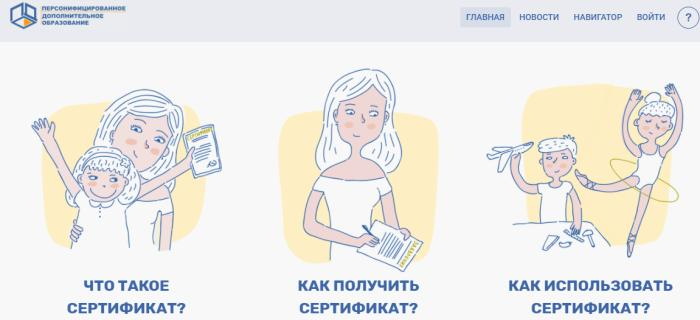 ПЕРСОНИФИЦИРОВАННОЕ
ДОПОЛНИТЕЛЬНОЕ
ОБРАЗОВАНИЕ
ГЛАВНАЯ НОВОСТИ НАВИГАТОР ВОЙТИ ?
ЧТО ТАКОЕ
СЕРТИФИКАТ?
КАК ПОЛУЧИТЬ
СЕРТИФИКАТ?
КАК ИСПОЛЬЗОВАТЬ
СЕРТИФИКАТ?